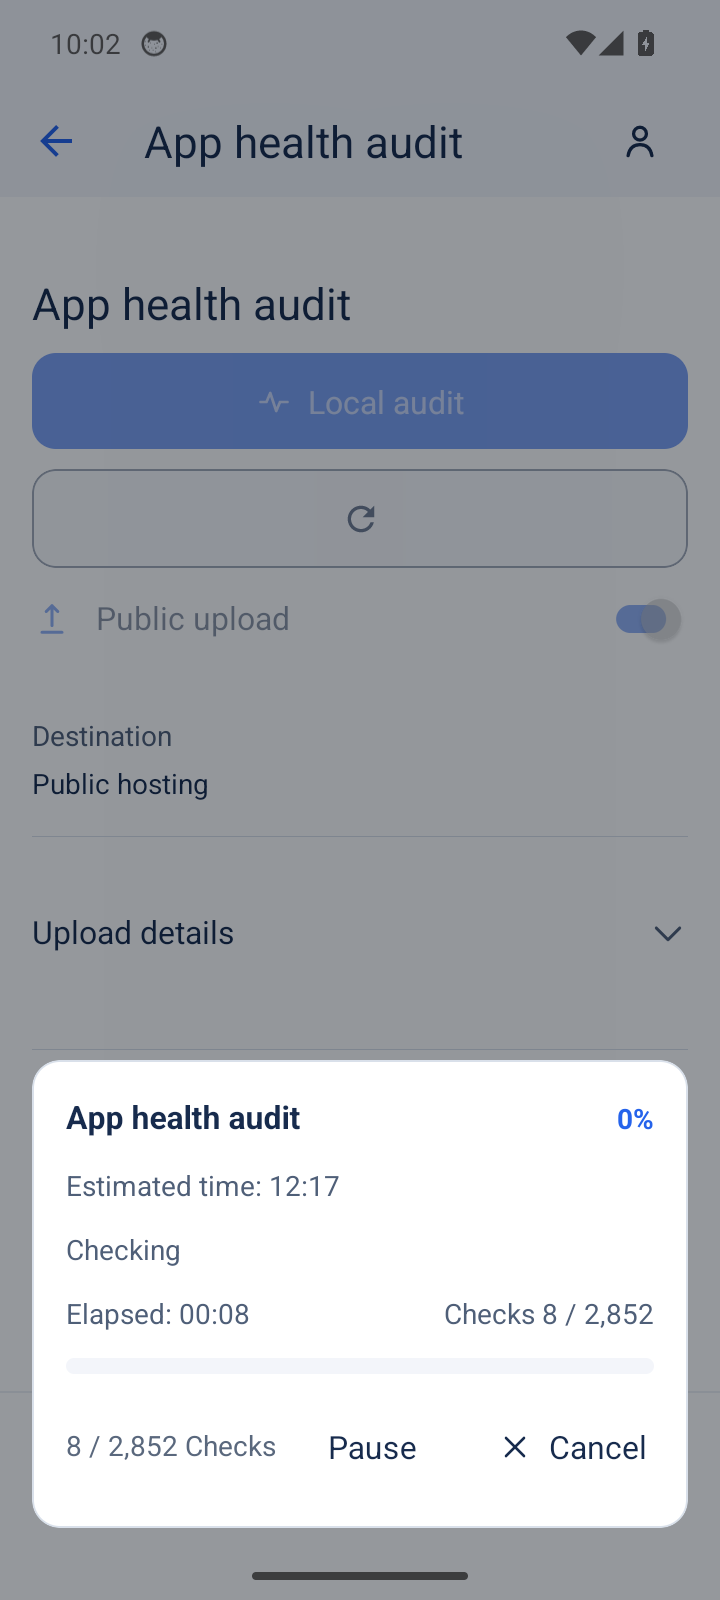 10:02
App health audit
App health audit
Local audit
Public upload
Destination
Public hosting
Upload details
App health audit 0%
Estimated time: 12:17
Checking
Elapsed: 00:08 Checks 8 / 2,852
8 / 2,852 Checks Pause Cancel